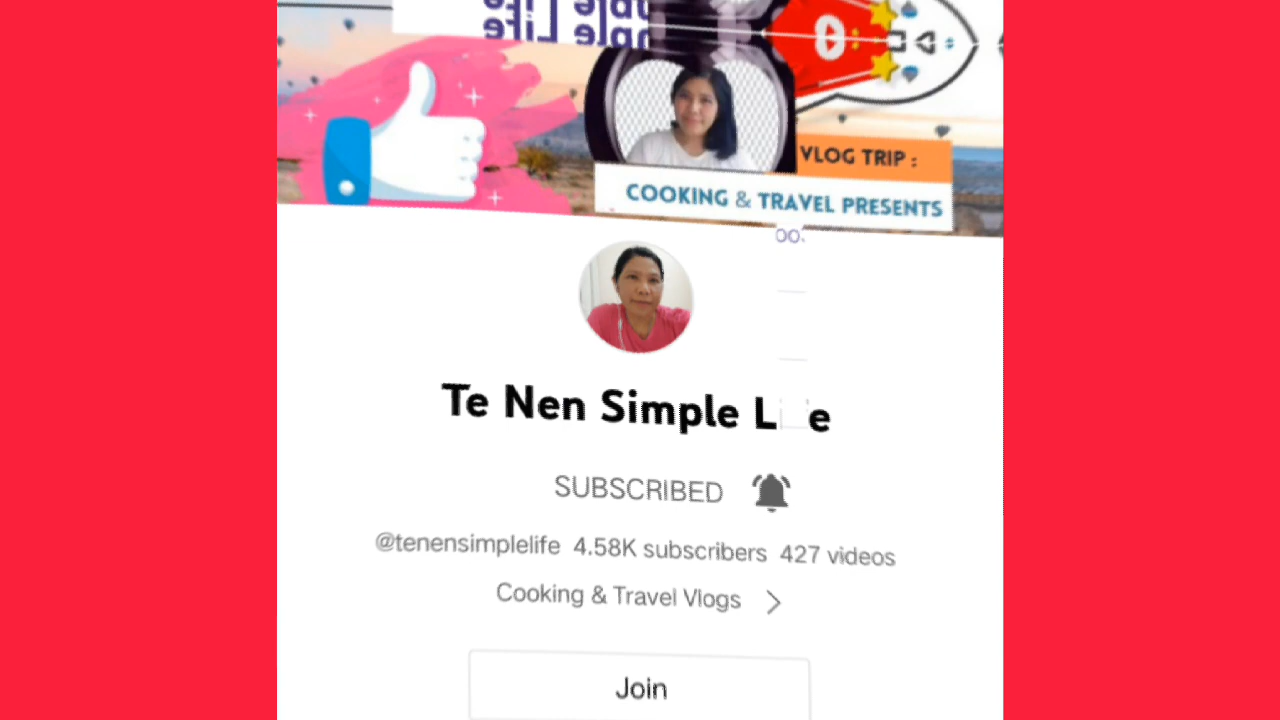 VLOG TRIP :
COOKING & TRAVEL PRESENTS
Te Nen Simple L e
SUBSCRIBED
@tenensimplelife 4.58K subscribers 427 videos
Cooking & Travel Vlogs
Join